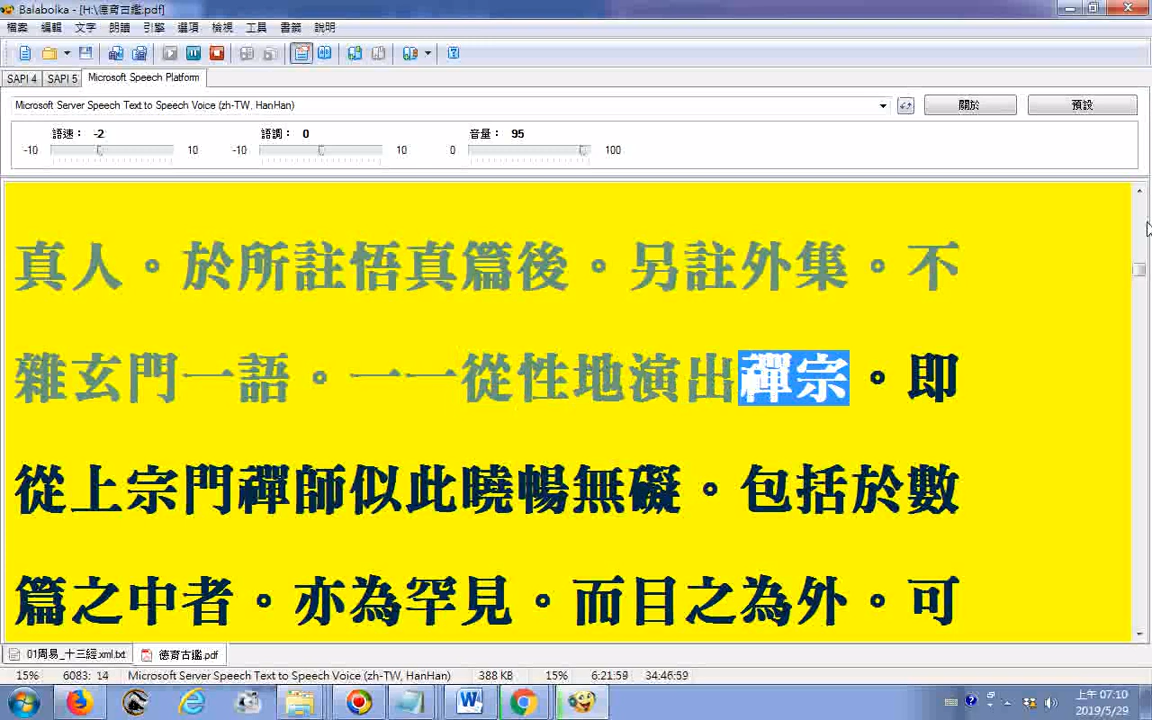 Balabolka - [H:\德育古鑑.pdf]
檔案 編輯 文字 朗讀 引擎 選項 檢視 工具 書籤 說明
SAPI 4 SAPI 5 Microsoft Speech Platform
Microsoft Server Speech Text to Speech Voice (zh-TW, HanHan) 關於 預設
語速： -2 語調： 0 音量： 95
-10 10 -10 10 0 100
真人。於所註悟真篇後。另註外集。不
雜玄門一語。一一從性地演出禪宗。即
從上宗門禪師似此曉暢無礙。包括於數
篇之中者。亦為罕見。而目之為外。可
01周易_十三經.xml.txt 德育古鑑.pdf
15% 6083: 14 Microsoft Server Speech Text to Speech Voice (zh-TW, HanHan) 388 KB 15% 6:21:59 34:46:59
上午 07:10
2019/5/29